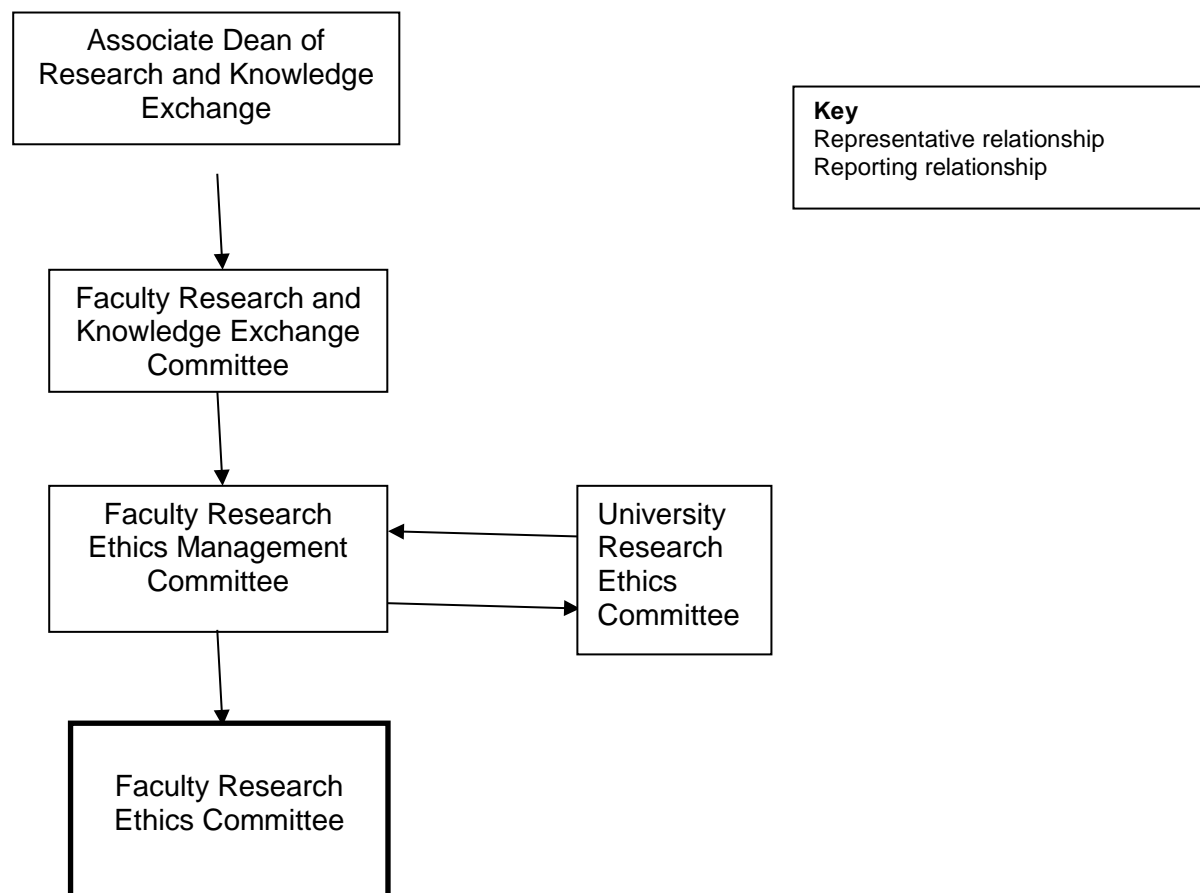 Associate Dean of
Research and Knowledge
Exchange
Key
Representative relationship
Reporting relationship
Faculty Research and
Knowledge Exchange
Committee
Faculty Research
Ethics Management
Committee
University
Research
Ethics
Committee
Faculty Research
Ethics Committee